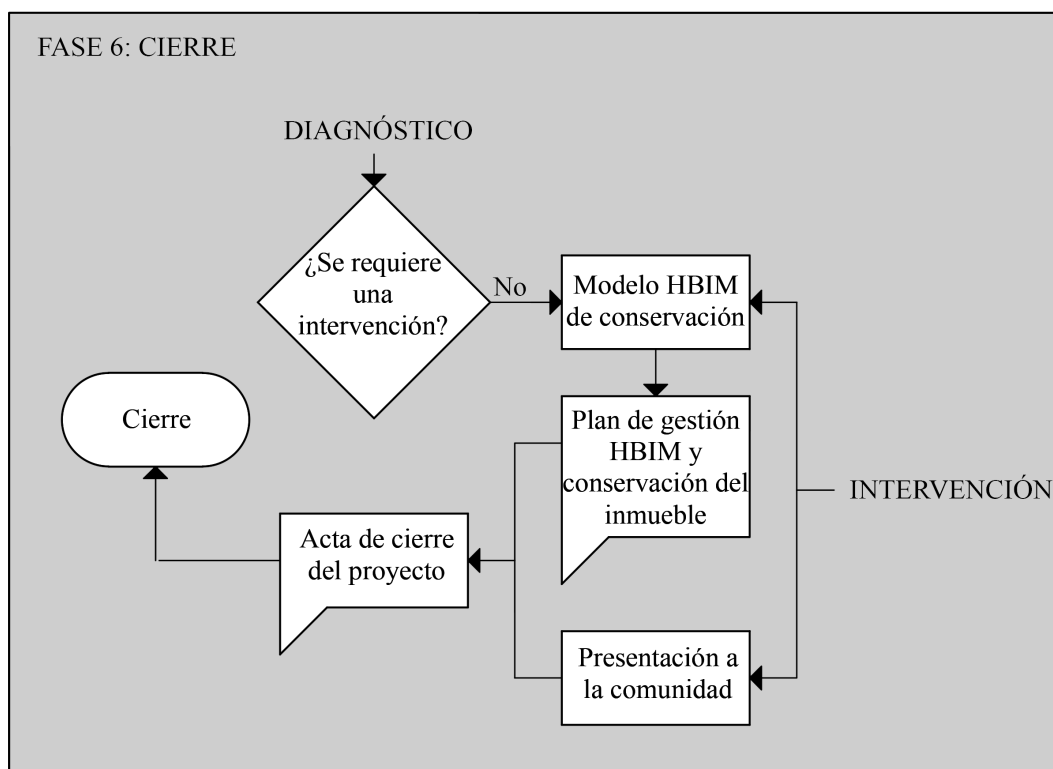 FASE 6: CIERRE
DIAGNÓSTICO
¿Se requiere
una
intervención?
No
Modelo HBIM
de conservación
Cierre
Plan de gestión
HBIM y
conservación del
inmueble
INTERVENCIÓN
Acta de cierre
del proyecto
Presentación a
la comunidad